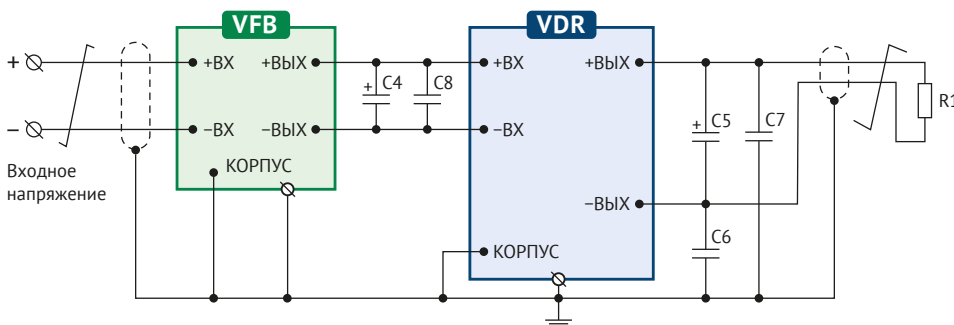 VFB
VDR
+
+ВХ
+ВЫХ
+
C4
C8
+ВХ
+ВЫХ
R1
−
−ВХ
−ВЫХ
−ВХ
+
C5
C7
Входное
напряжение
КОРПУС
−ВЫХ
C6
КОРПУС